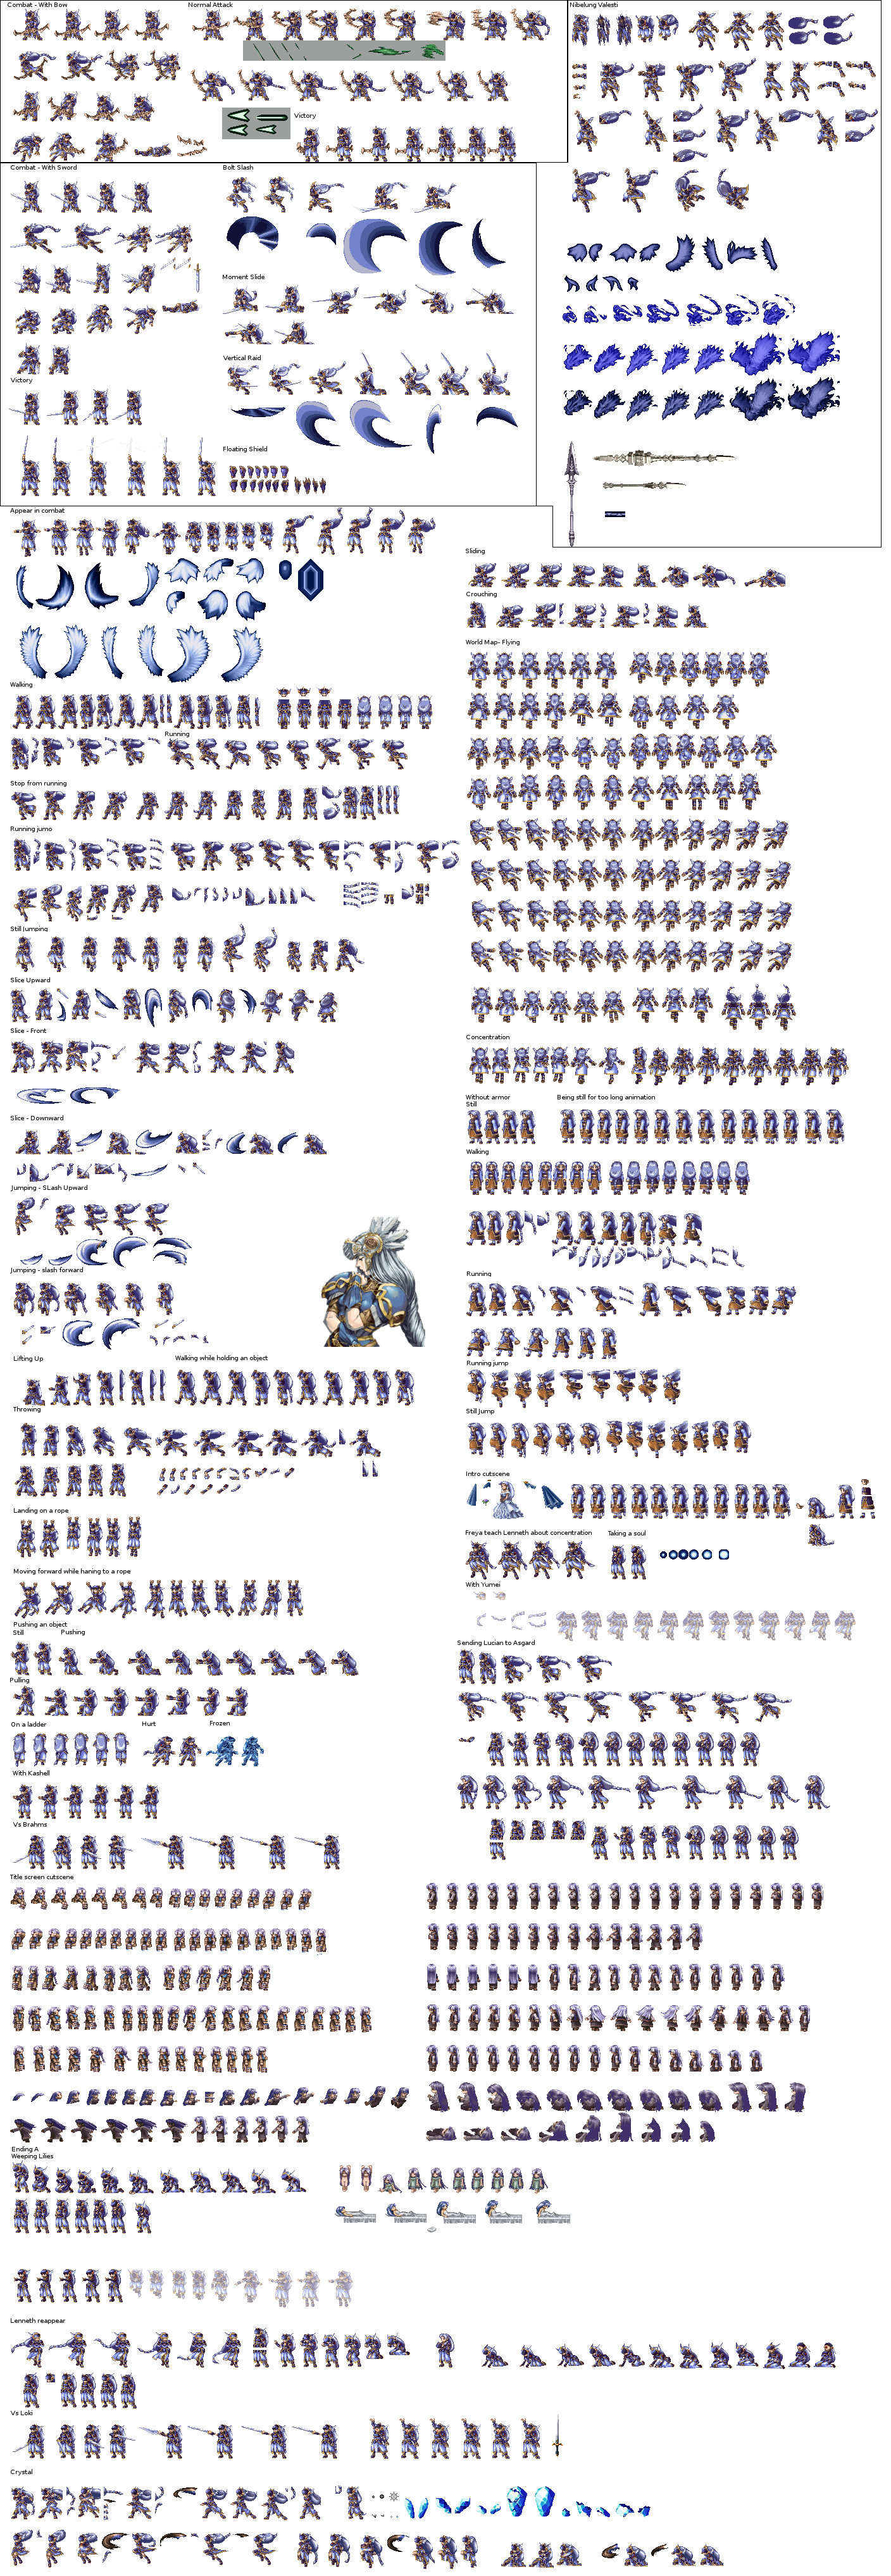 Combat - With Bow
Normal Attack
Nibelung Valesti
Victory
Combat - With Sword
Bolt Slash
Moment Slide
Vertical Raid
Victory
Floating Shield
Appear in combat
Sliding
Crouching
World Map- Flying
Walking
Running
Stop from running
Running jumo
Still Jumping
Slice Upward
Slice - Front
Concentration
Without armor
Still
Being still for too long animation
Slice - Downward
Walking
Jumping - SLash Upward
Jumping - slash forward
Running
Lifting Up
Walking while holding an object
Running jump
Throwing
Still Jump
Intro cutscene
Landing on a rope
Freya teach Lenneth about concentration
Taking a soul
Moving forward while haning to a rope
With Yumei
Pushing an object
Still
Pushing
Sending Lucian to Asgard
Pulling
On a ladder
Hurt
Frozen
With Kashell
Vs Brahms
Title screen cutscene
Ending A
Weeping Lilies
Lenneth reappear
Vs Loki
Crystal